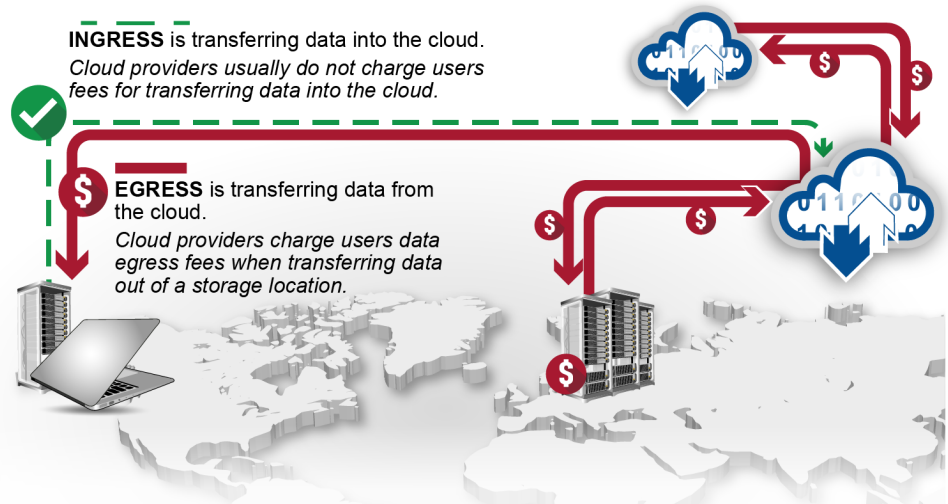 INGRESS is transferring data into the cloud.
Cloud providers usually do not charge users
fees for transferring data into the cloud.
EGRESS is transferring data from
the cloud.
Cloud providers charge users data
egress fees when transferring data
out of a storage location.
$
$
$
$
$
$